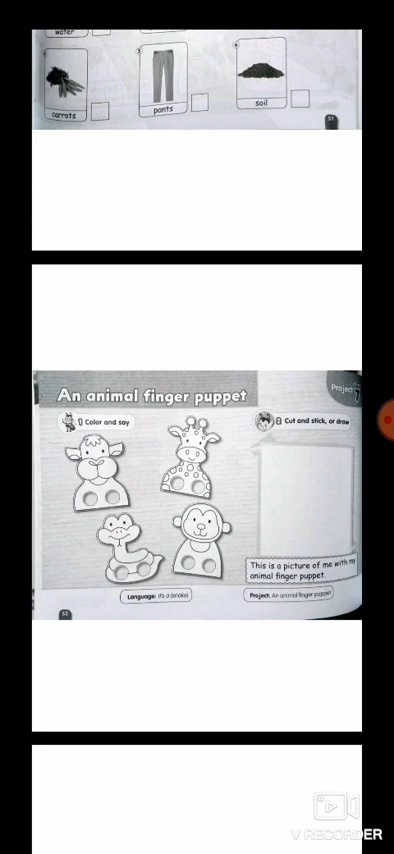 water
6
carrots
5
pants
soil
51
An animal finger puppet
Project 7
1 Color and say
2 Cut and stick, or draw
This is a picture of me with my
animal finger puppet.
Language: It's a (snake)
Project: An animal finger puppet
52
V RECORDER